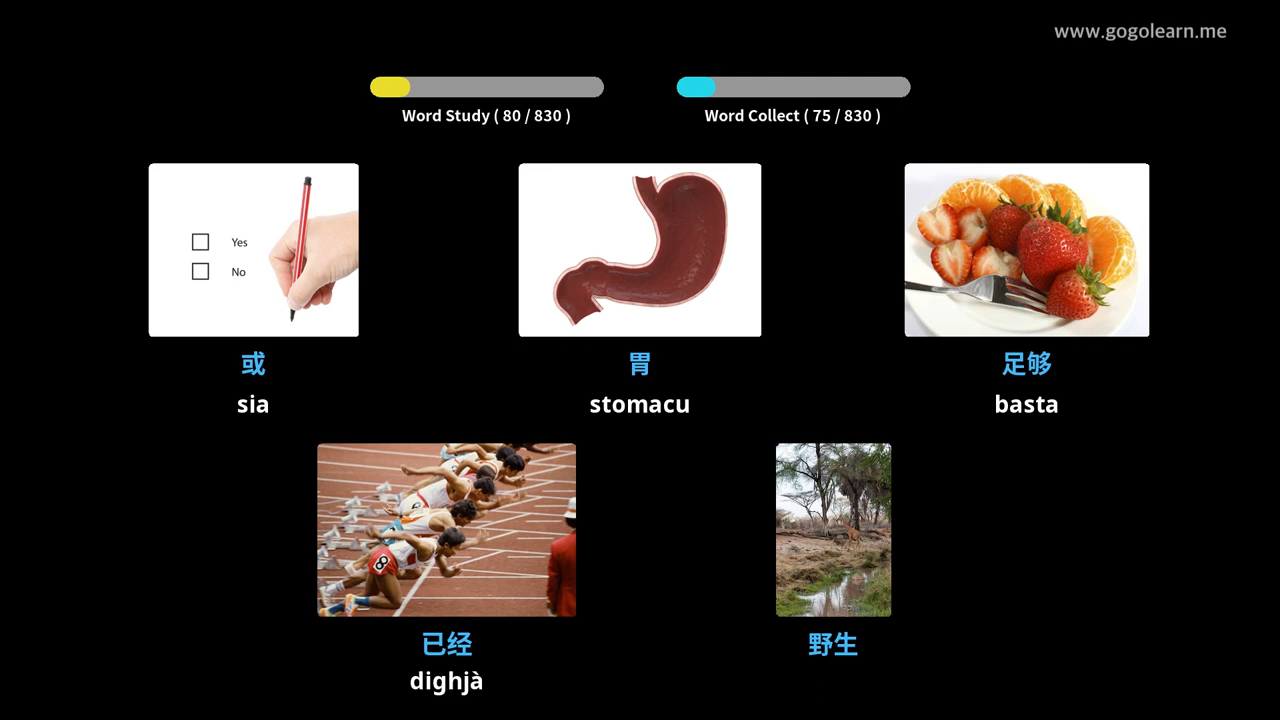 www.gogolearn.me
Word Study ( 80 / 830 )
Word Collect ( 75 / 830 )
Yes
No
或
胃
足够
sia
stomacu
basta
8
已经
野生
dighjà